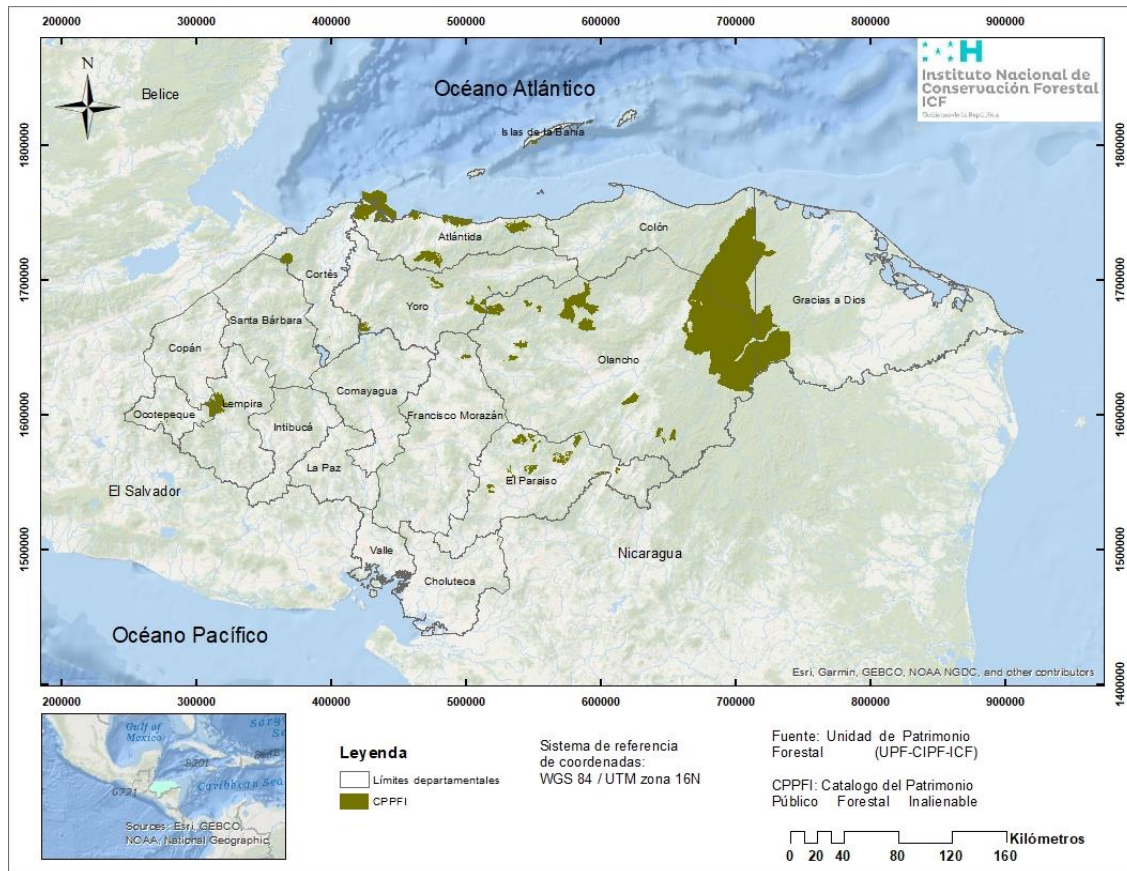 200000 300000 400000 500000 600000 700000 800000 900000
N
Belice
Océano Atlántico
H
Instituto Nacional de
Conservación Forestal
ICF
Gobierno de la República
Islas de la Bahía
1800000 1800000
Atlántida
Colón
Cortés
1700000 1700000
Yoro
Gracias a Dios
Santa Bárbara
Copán
Olancho
Comayagua
Lempira
Ocotepeque
Francisco Morazán
1600000 1600000
Intibucá
La Paz
El Paraiso
El Salvador
Valle
Nicaragua
1500000 1500000
Choluteca
Océano Pacífico
Esri, Garmin, GEBCO, NOAA NGDC, and other contributors
1400000 1400000
200000 300000 400000 500000 600000 700000 800000 900000
Gulf of
Mexico
Caribbean Sea
Sources: Esri, GEBCO,
NOAA, National Geographic,
Leyenda
Límites departamentales
CPPFI
Sistema de referencia
de coordenadas:
WGS 84 / UTM zona 16N
Fuente: Unidad de Patrimonio
Forestal (UPF-CIPF-ICF)
CPPFI: Catalogo del Patrimonio
Público Forestal Inalienable
Kilómetros
0 20 40 80 120 160